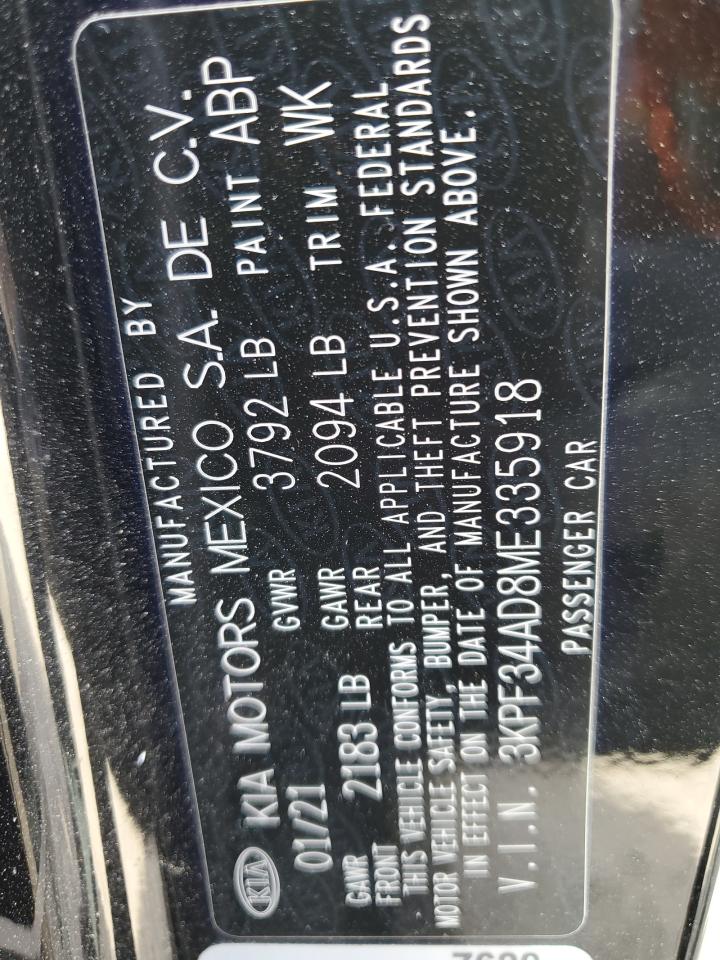 MANUFACTURED BY
KIA KIA MOTORS MEXICO S.A. DE C.V.
01/21 GVWR 3792 LB PAINT ABP
GAWR FRONT 2183 LB GAWR REAR 2094 LB TRIM WK
THIS VEHICLE CONFORMS TO ALL APPLICABLE U.S.A. FEDERAL
MOTOR VEHICLE SAFETY, BUMPER, AND THEFT PREVENTION STANDARDS
IN EFFECT ON THE DATE OF MANUFACTURE SHOWN ABOVE.
V.I.N. 3KPF34AD8ME335918
PASSENGER CAR